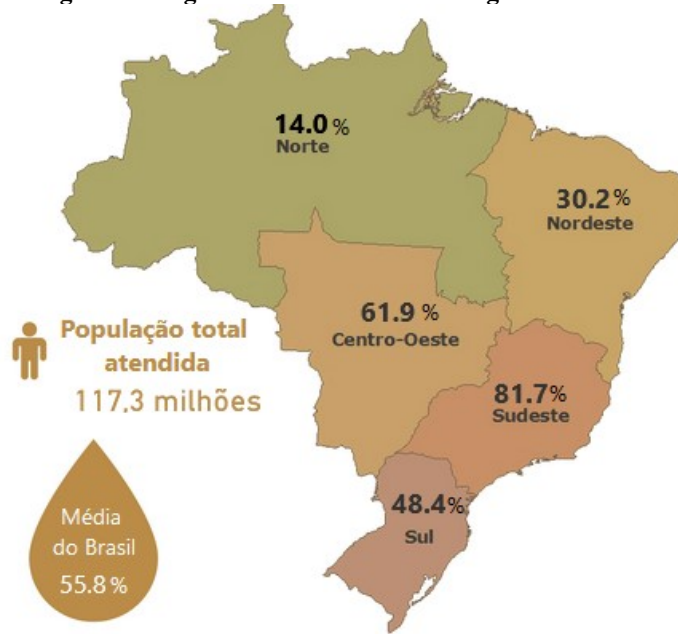 14.0 %
Norte
30.2 %
Nordeste
61.9 %
Centro-Oeste
População total
atendida
117,3 milhões
81.7%
Sudeste
48.4%
Sul
Média
do Brasil
55.8 %